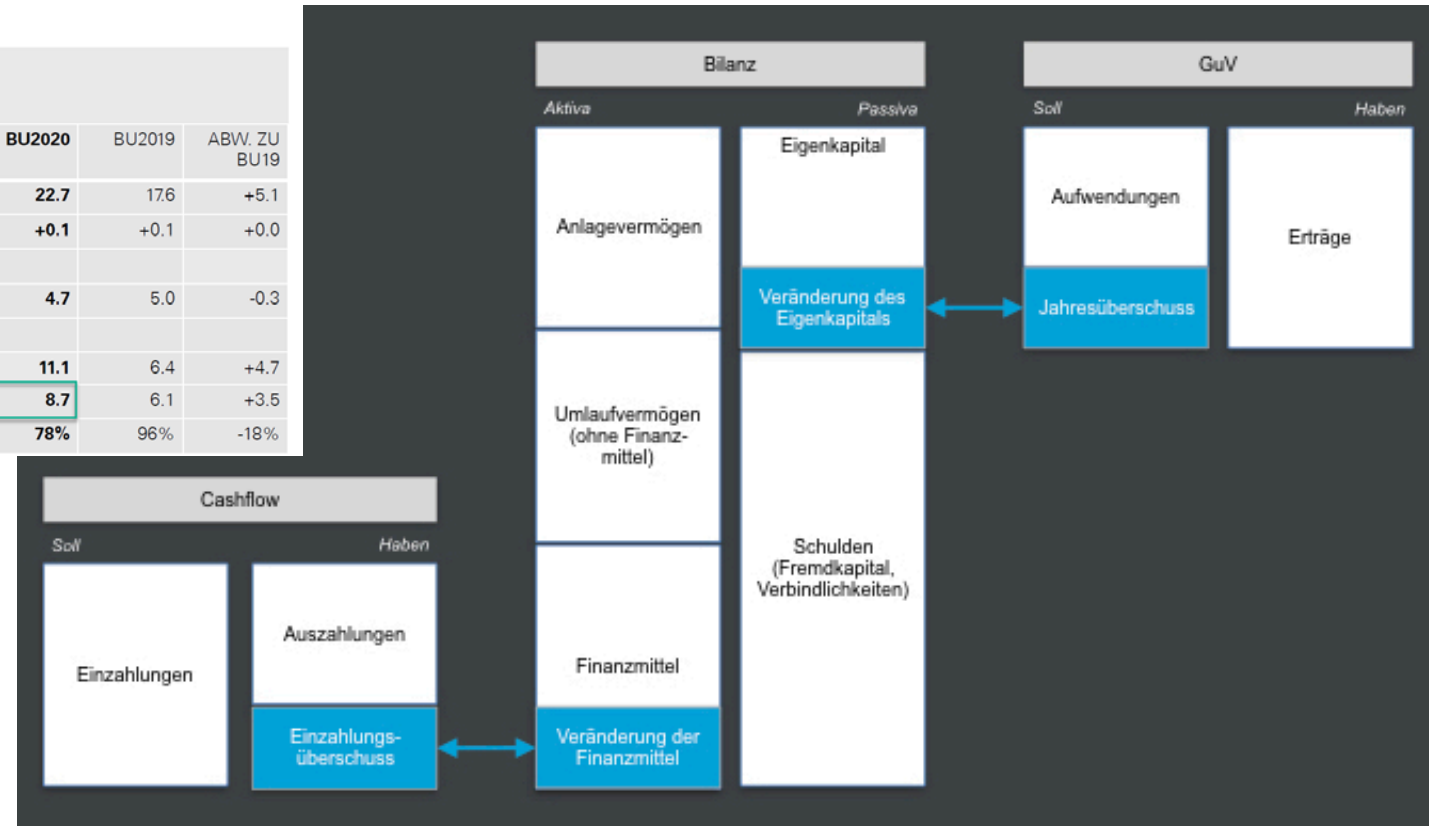 BU2020 BU2019 ABW. ZU
BU19
22.7 17.6 +5.1
+0.1 +0.1 +0.0
4.7 5.0 -0.3
11.1 6.4 +4.7
8.7 6.1 +3.5
78% 96% -18%
Bilanz
Aktiva Passiva
Anlagevermögen
Umlaufvermögen
(ohne Finanz-
mittel)
Finanzmittel
Veränderung der
Finanzmittel
Eigenkapital
Veränderung des
Eigenkapitals
Schulden
(Fremdkapital,
Verbindlichkeiten)
GuV
Soll Haben
Aufwendungen
Jahresüberschuss
Erträge
Cashflow
Soll Haben
Einzahlungen
Auszahlungen
Einzahlungs-
überschuss